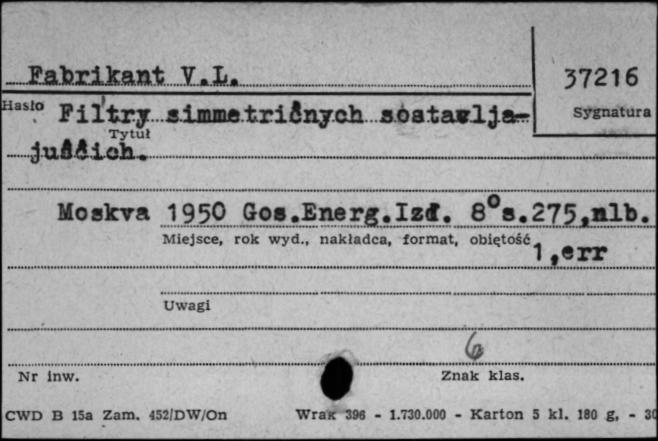 Fabrikant V.L.
37216
Hasło
Sygnatura
Filtry simmetričnych sostavlja-
Tytuł
juščich.
Moskva 1950 Gos.Energ.Izd. 8° s.275,nlb.
Miejsce, rok wyd., nakładca, format, objętość
1,err
Uwagi
6
Nr inw.
Znak klas.
CWD B 15a Zam. 452/DW/On Wrak 396 - 1.730.000 - Karton 5 kl. 180 g, - 30